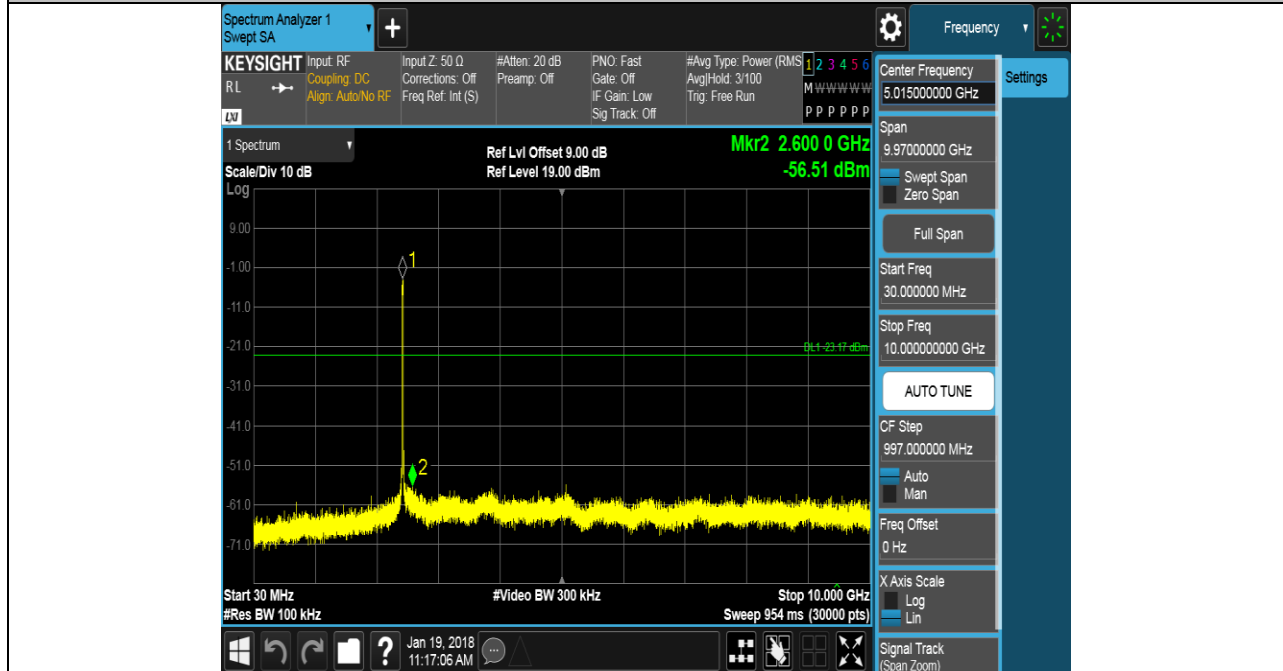 Spectrum Analyzer 1
Swept SA
+
Frequency
KEYSIGHT
RL
LXI
Input: RF
Coupling: DC
Align: Auto/No RF
Input Z: 50 Ω
Corrections: Off
Freq Ref: Int (S)
#Atten: 20 dB
Preamp: Off
PNO: Fast
Gate: Off
IF Gain: Low
Sig Track: Off
#Avg Type: Power (RMS
Avg|Hold: 3/100
Trig: Free Run
1 2 3 4 5 6
M W W W W W
P P P P P P
1 Spectrum
Scale/Div 10 dB
Log
Ref Lvl Offset 9.00 dB
Ref Level 19.00 dBm
Mkr2 2.600 0 GHz
-56.51 dBm
9.00
-1.00
-11.0
-21.0
-31.0
-41.0
-51.0
-61.0
-71.0
1
2
DL1 -23.17 dBm
Start 30 MHz
#Res BW 100 kHz
#Video BW 300 kHz
Stop 10.000 GHz
Sweep 954 ms (30000 pts)
?
Jan 19, 2018
11:17:06 AM
Center Frequency
5.015000000 GHz
Span
9.97000000 GHz
Swept Span
Zero Span
Full Span
Start Freq
30.000000 MHz
Stop Freq
10.000000000 GHz
AUTO TUNE
CF Step
997.000000 MHz
Auto
Man
Freq Offset
0 Hz
X Axis Scale
Log
Lin
Signal Track
(Span Zoom)
Settings